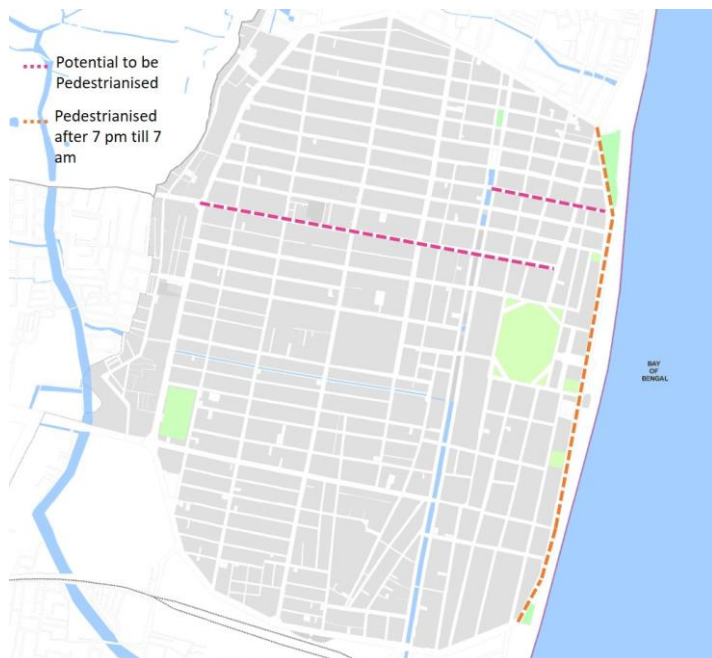 Potential to be
Pedestrianised
Pedestrianised
after 7 pm till 7
am
BAY
OF
BENGAL